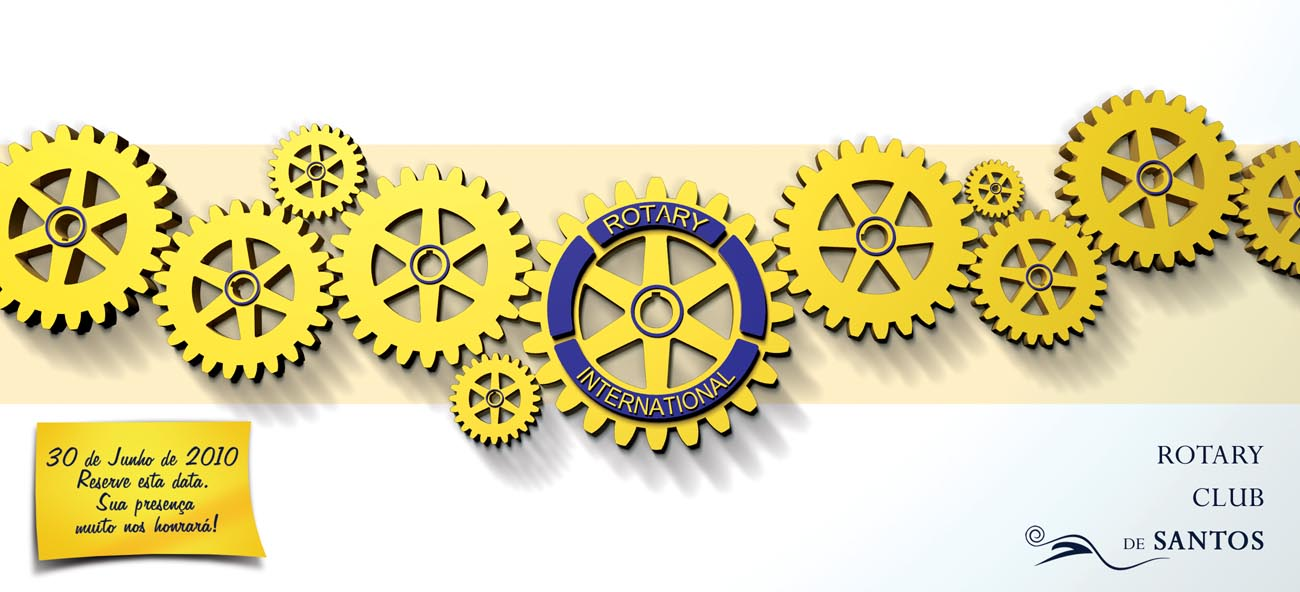 ROTARY
INTERNATIONAL
30 de Junho de 2010
Reserve esta data.
Sua presença
muito nos honrará!
ROTARY
CLUB
DE SANTOS